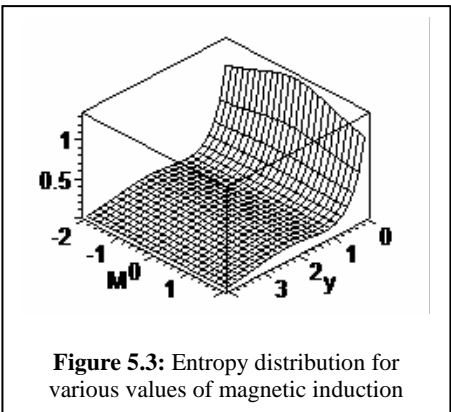 1
0.5
-2
-1
M
0
1
3
2
y
1
0
Figure 5.3: Entropy distribution for
various values of magnetic induction